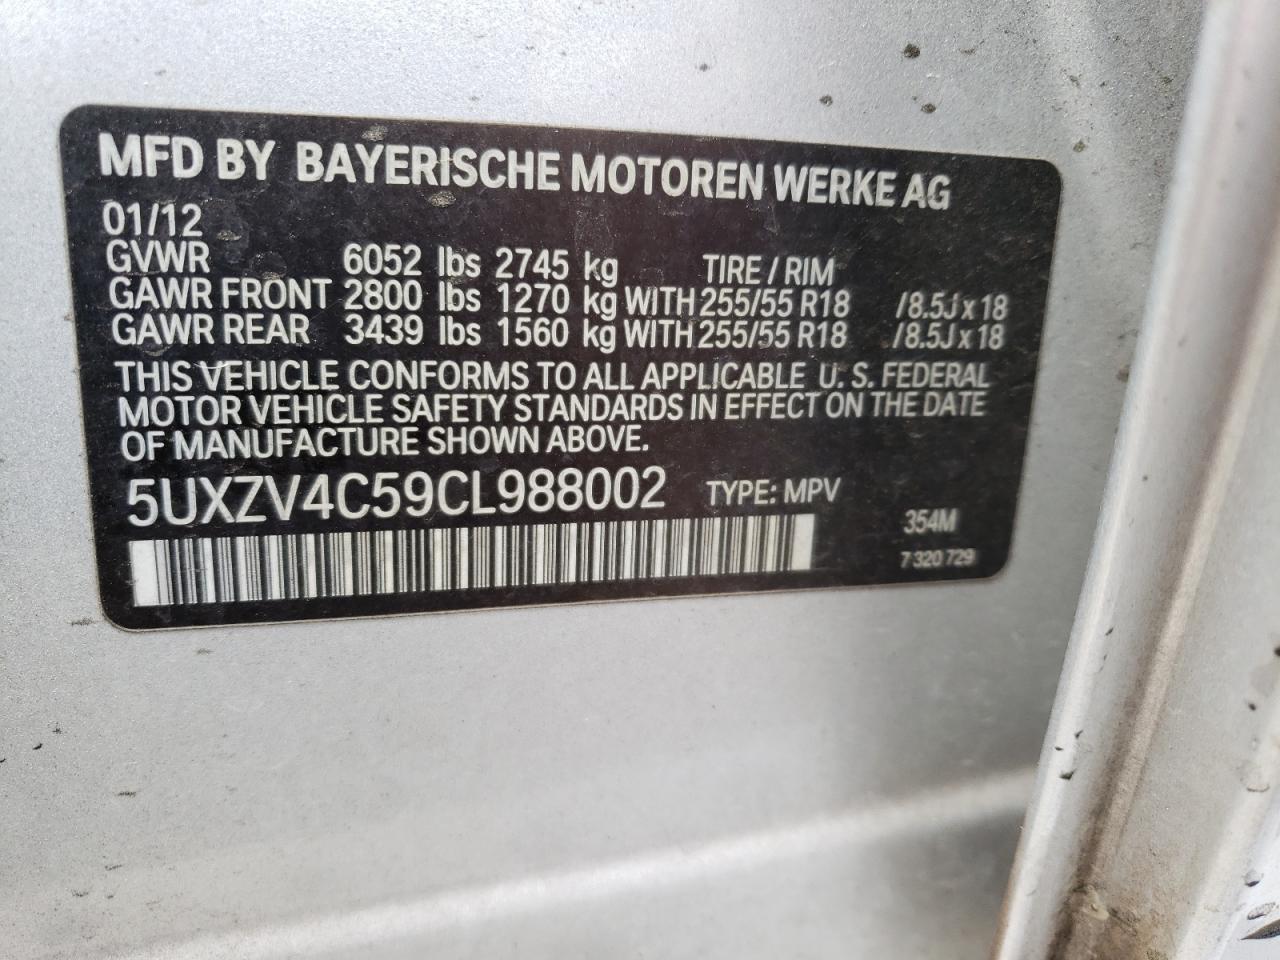 MFD BY BAYERISCHE MOTOREN WERKE AG
01/12
GVWR 6052 lbs 2745 kg TIRE / RIM
GAWR FRONT 2800 lbs 1270 kg WITH 255/55 R18 /8.5J x 18
GAWR REAR 3439 lbs 1560 kg WITH 255/55 R18 /8.5J x 18
THIS VEHICLE CONFORMS TO ALL APPLICABLE U. S. FEDERAL
MOTOR VEHICLE SAFETY STANDARDS IN EFFECT ON THE DATE
OF MANUFACTURE SHOWN ABOVE.
5UXZV4C59CL988002 TYPE: MPV
354M
7 320 729